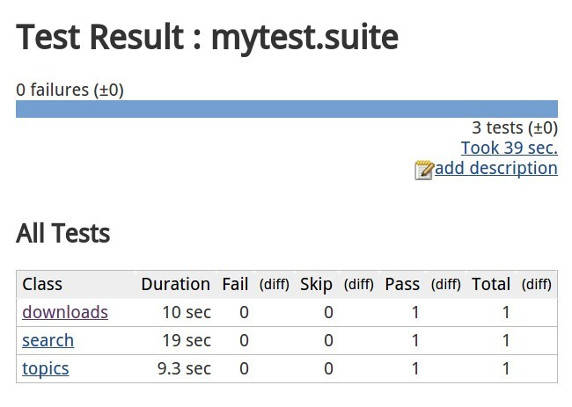 Test Result : mytest.suite
0 failures (±0)
3 tests (±0)
Took 39 sec.
add description
All Tests
Class Duration Fail (diff) Skip (diff) Pass (diff) Total (diff)
downloads 10 sec 0 0 1 1
search 19 sec 0 0 1 1
topics 9.3 sec 0 0 1 1